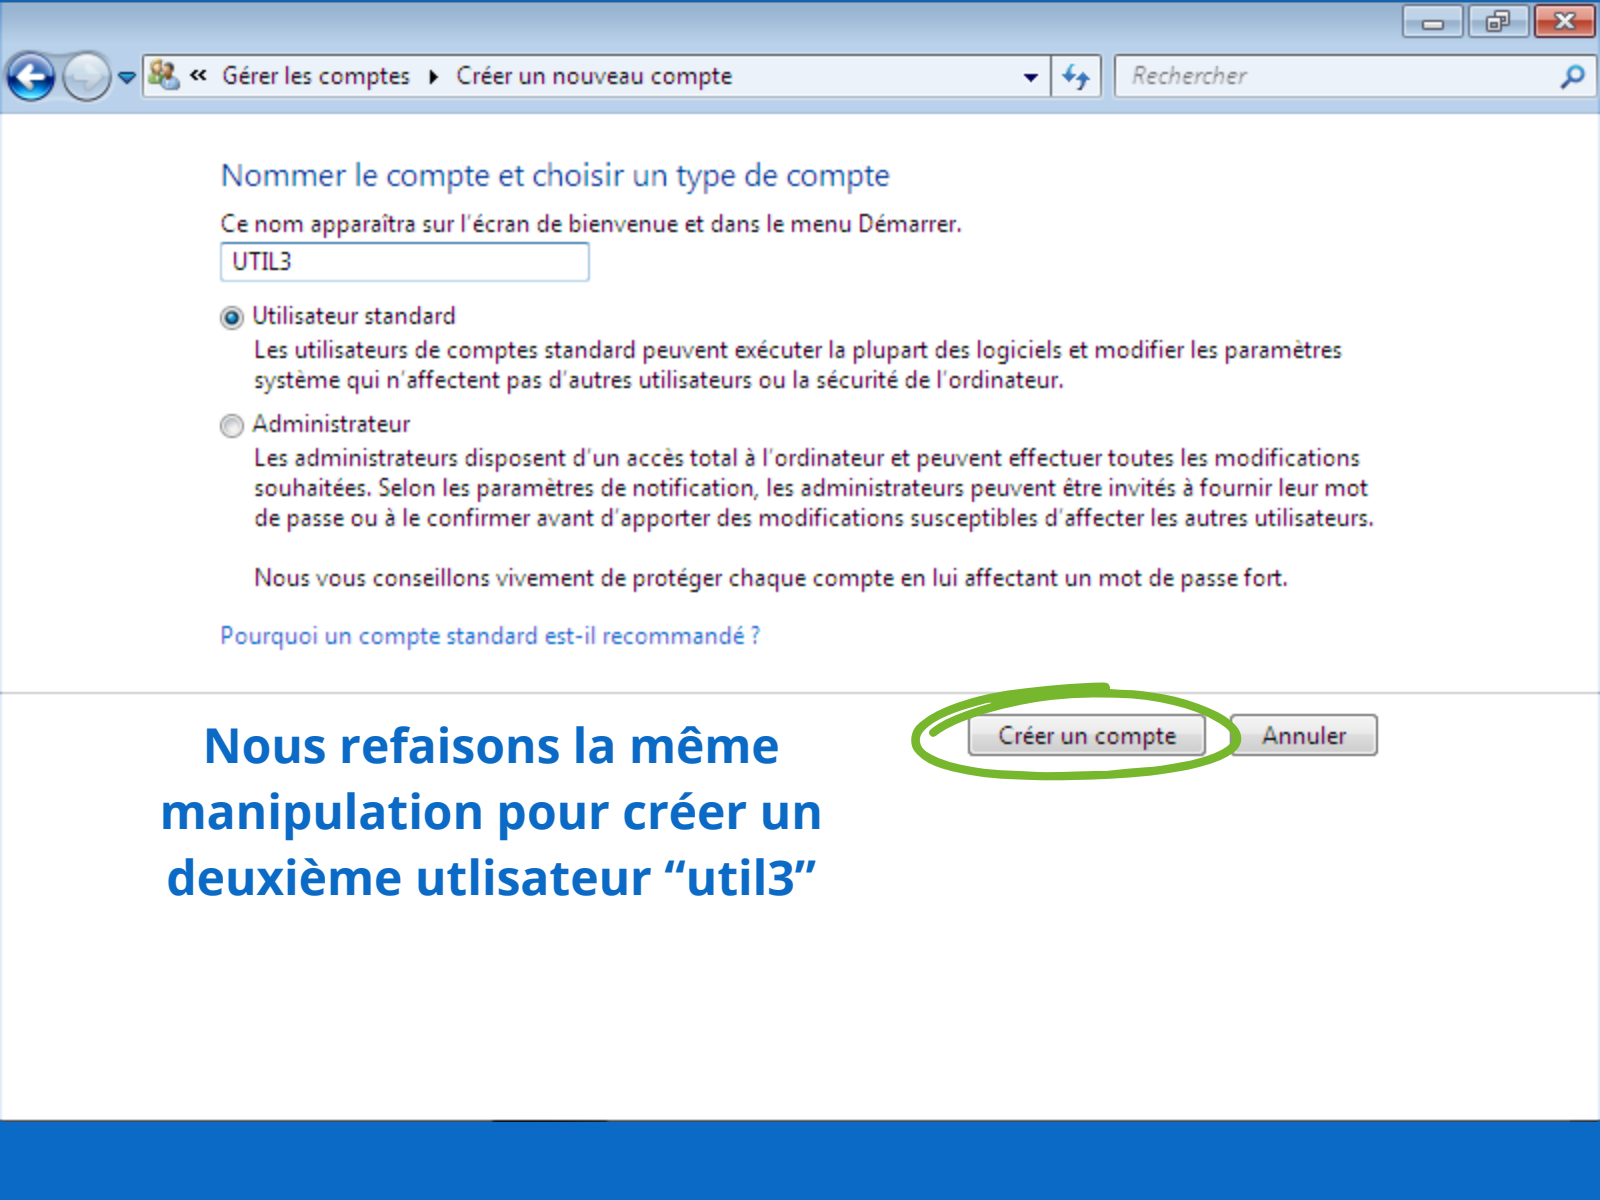 « Gérer les comptes Créer un nouveau compte Rechercher
Nommer le compte et choisir un type de compte
Ce nom apparaîtra sur l'écran de bienvenue et dans le menu Démarrer.
UTIL3
Utilisateur standard
Les utilisateurs de comptes standard peuvent exécuter la plupart des logiciels et modifier les paramètres
système qui n'affectent pas d'autres utilisateurs ou la sécurité de l'ordinateur.
Administrateur
Les administrateurs disposent d'un accès total à l'ordinateur et peuvent effectuer toutes les modifications
souhaitées. Selon les paramètres de notification, les administrateurs peuvent être invités à fournir leur mot
de passe ou à le confirmer avant d'apporter des modifications susceptibles d'affecter les autres utilisateurs.
Nous vous conseillons vivement de protéger chaque compte en lui affectant un mot de passe fort.
Pourquoi un compte standard est-il recommandé ?
Créer un compte Annuler
Nous refaisons la même
manipulation pour créer un
deuxième utlisateur “util3”